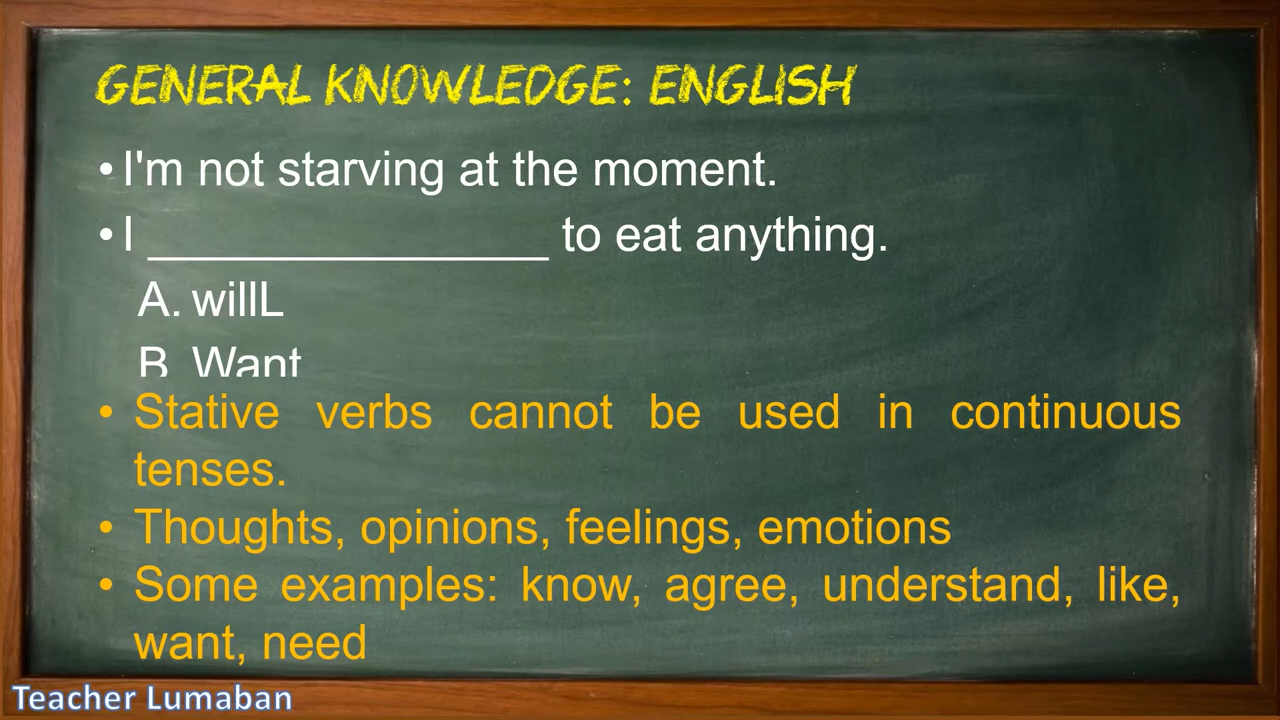 GENERAL KNOWLEDGE: ENGLISH
• I'm not starving at the moment.
• I _______________ to eat anything.
A. willL
B. Want
• Stative verbs cannot be used in continuous
tenses.
• Thoughts, opinions, feelings, emotions
• Some examples: know, agree, understand, like,
want, need
Teacher Lumaban